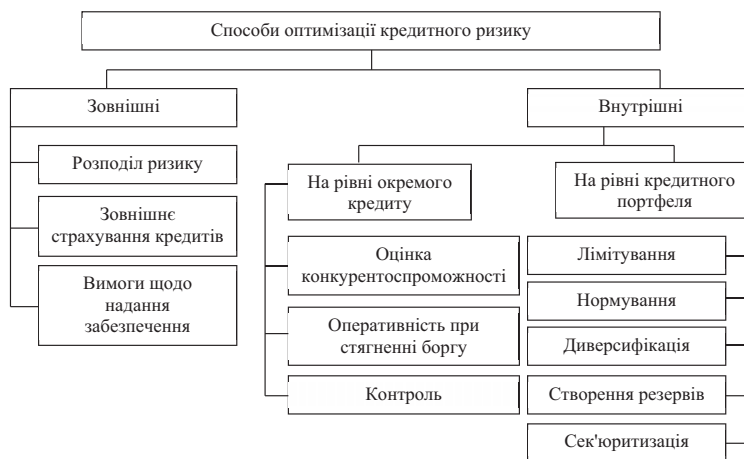 Способи оптимізації кредитного ризику
Зовнішні
Розподіл ризику
Зовнішнє
страхування кредитів
Вимоги щодо
надання
забезпечення
Внутрішні
На рівні окремого
кредиту
Оцінка
конкурентоспроможності
Оперативність при
стягненні боргу
Контроль
На рівні кредитного
портфеля
Лімітування
Нормування
Диверсифікація
Створення резервів
Сек'юритизація